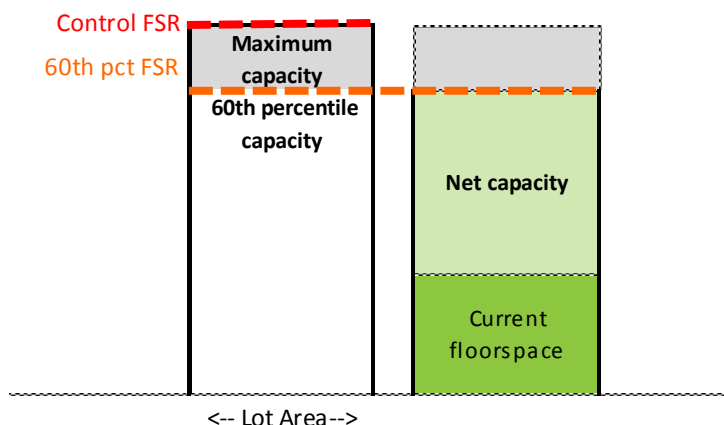 Control FSR
Maximum
capacity
60th pct FSR
60th percentile
capacity
Net capacity
Current
floorspace
<-- Lot Area-->